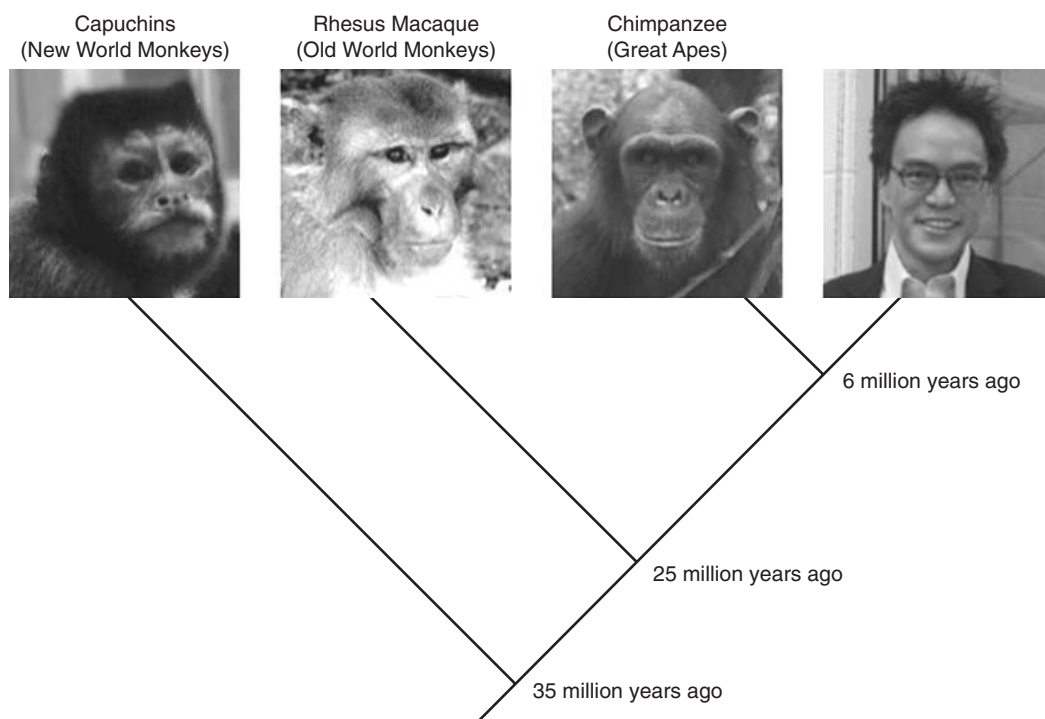 Capuchins
(New World Monkeys)
Rhesus Macaque
(Old World Monkeys)
Chimpanzee
(Great Apes)
6 million years ago
25 million years ago
35 million years ago